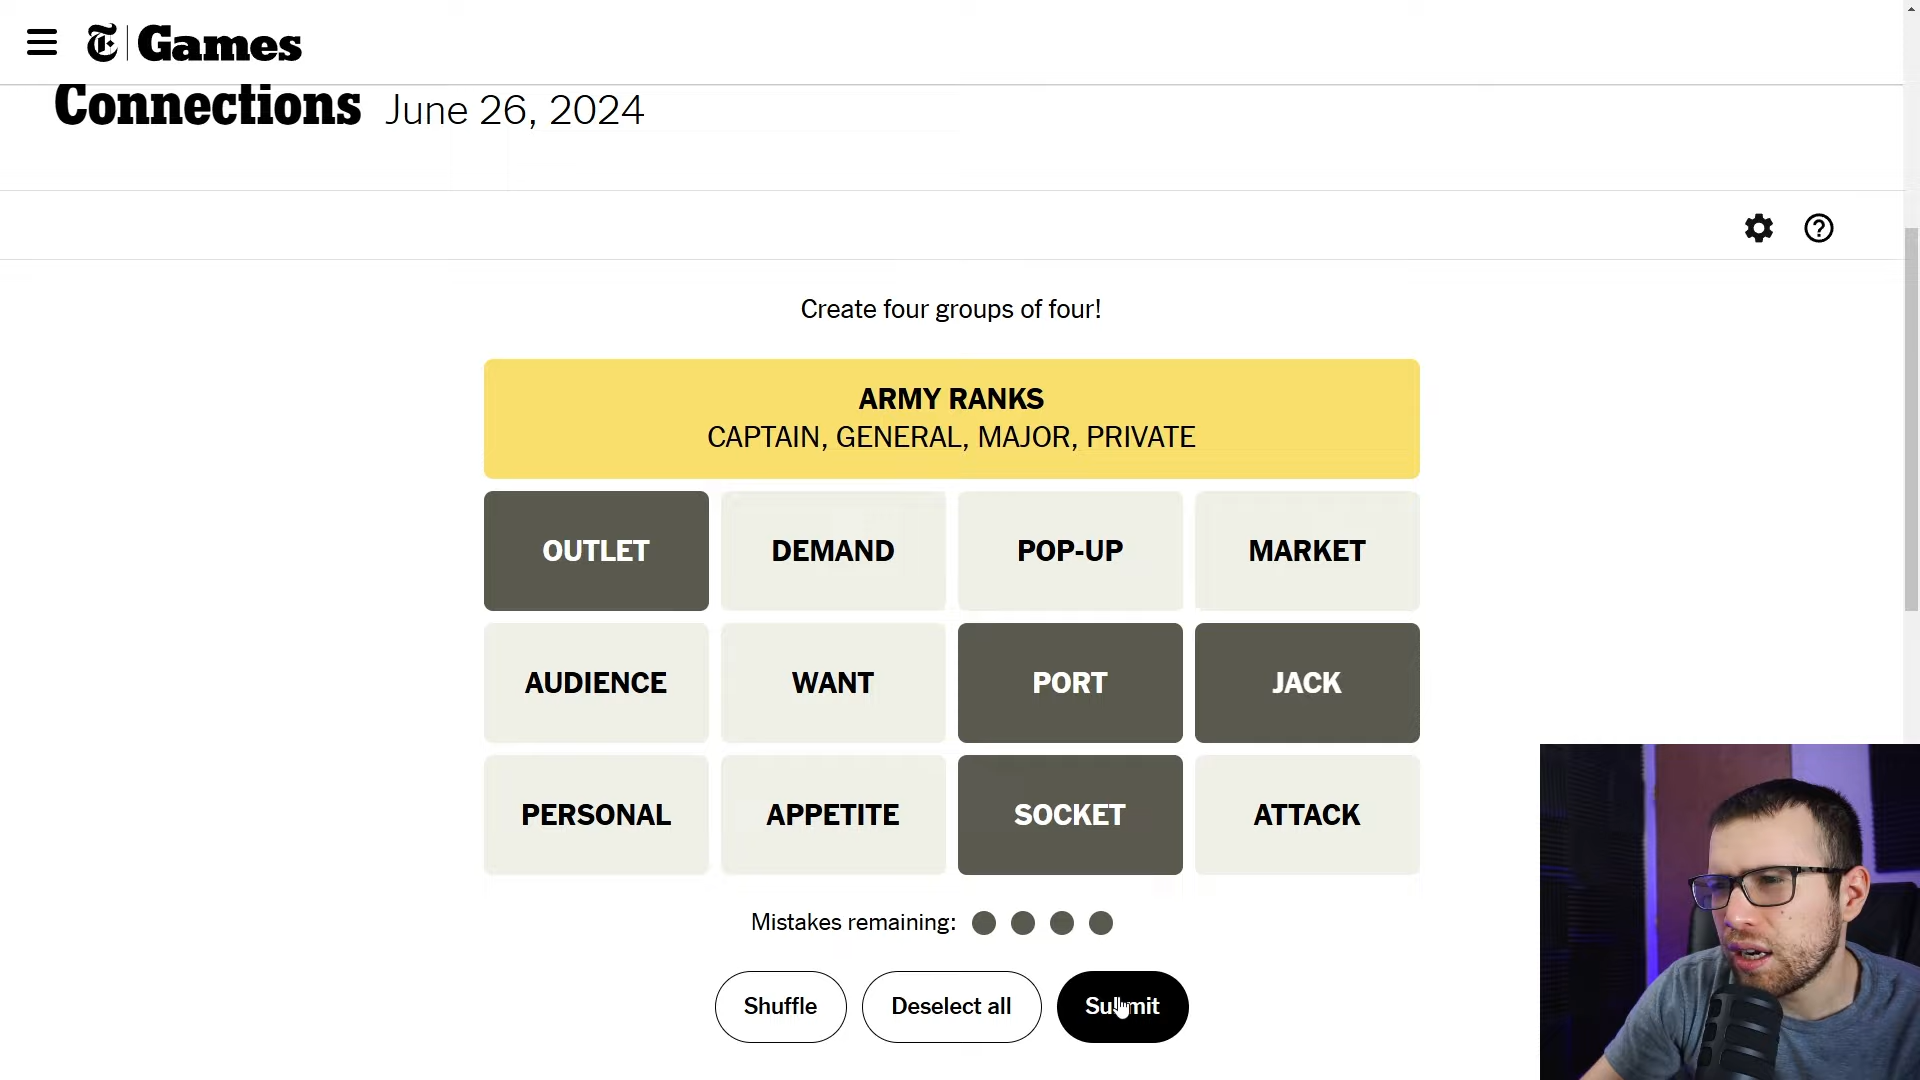 Games
Connections June 26, 2024
Create four groups of four!
ARMY RANKS
CAPTAIN, GENERAL, MAJOR, PRIVATE
OUTLET DEMAND POP-UP MARKET
AUDIENCE WANT PORT JACK
PERSONAL APPETITE SOCKET ATTACK
Mistakes remaining:
Shuffle Deselect all Submit